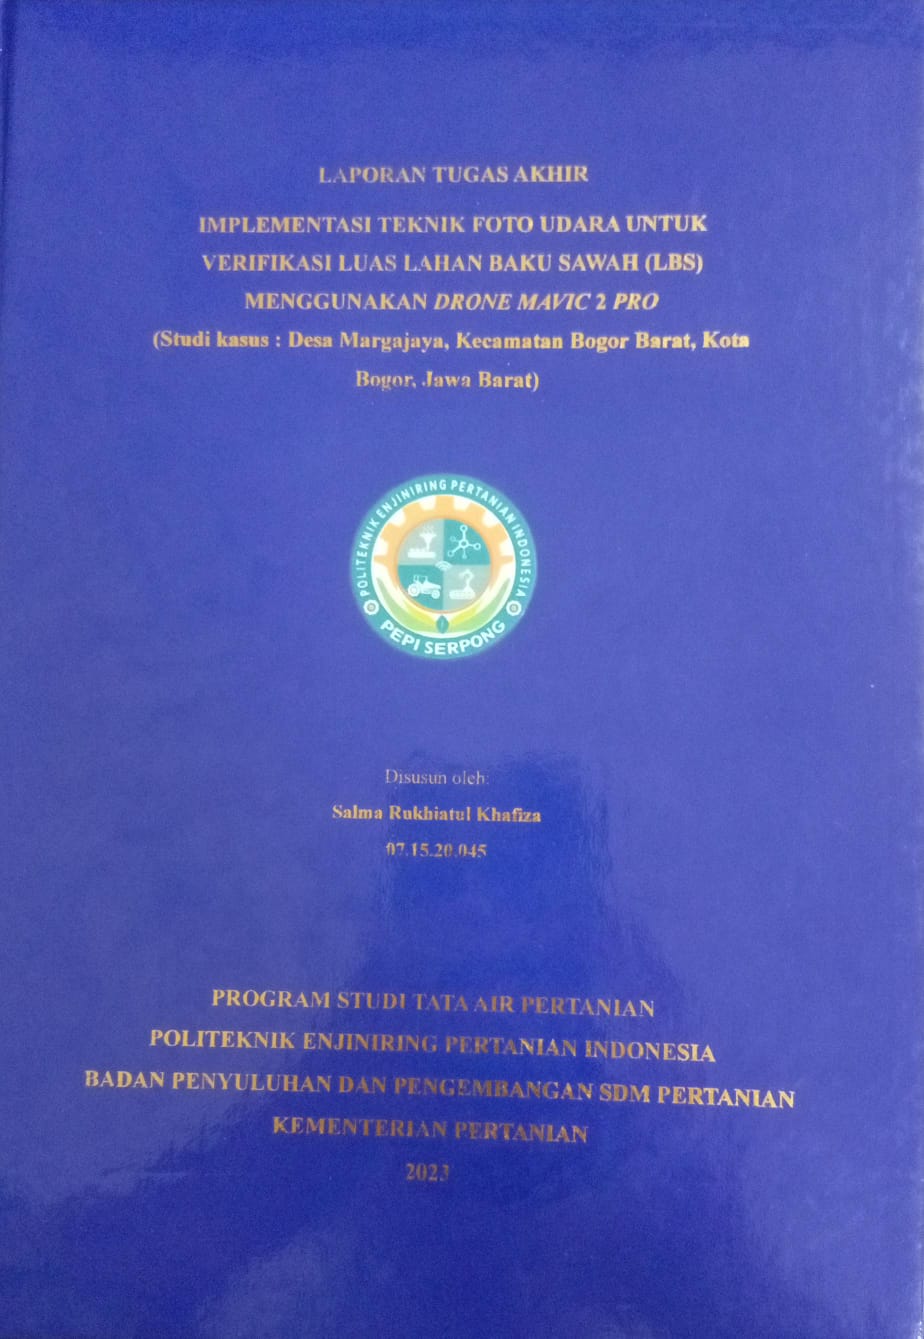 LAPORAN TUGAS AKHIR
IMPLEMENTASI TEKNIK FOTO UDARA UNTUK
VERIFIKASI LUAS LAHAN BAKU SAWAH (LBS)
MENGGUNAKAN DRONE MAVIC 2 PRO
(Studi kasus : Desa Margajaya, Kecamatan Bogor Barat, Kota
Bogor, Jawa Barat)
POLITEKNIK ENJINIRING PERTANIAN INDONESIA
PEPI SERPONG
Disusun oleh:
Salma Rukhiatul Khafiza
07.15.20.045
PROGRAM STUDI TATA AIR PERTANIAN
POLITEKNIK ENJINIRING PERTANIAN INDONESIA
BADAN PENYULUHAN DAN PENGEMBANGAN SDM PERTANIAN
KEMENTERIAN PERTANIAN
2023